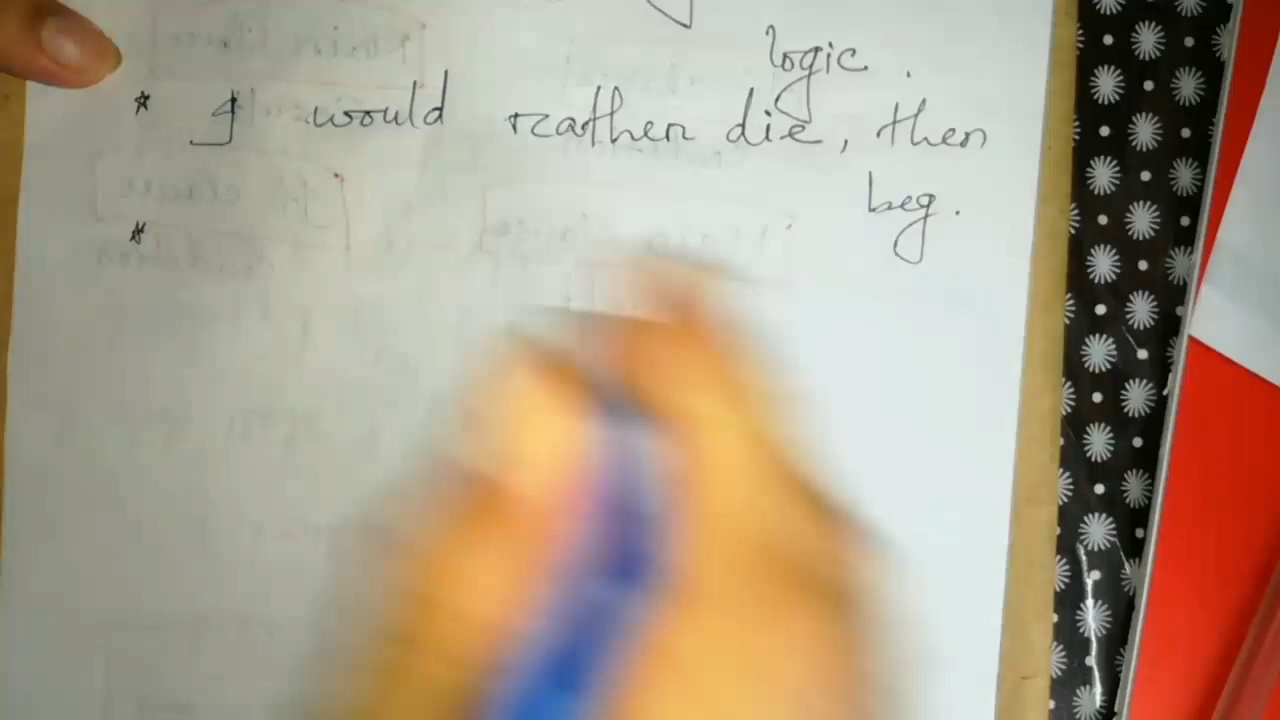 logic.
* I would rather die, then
beg.
*